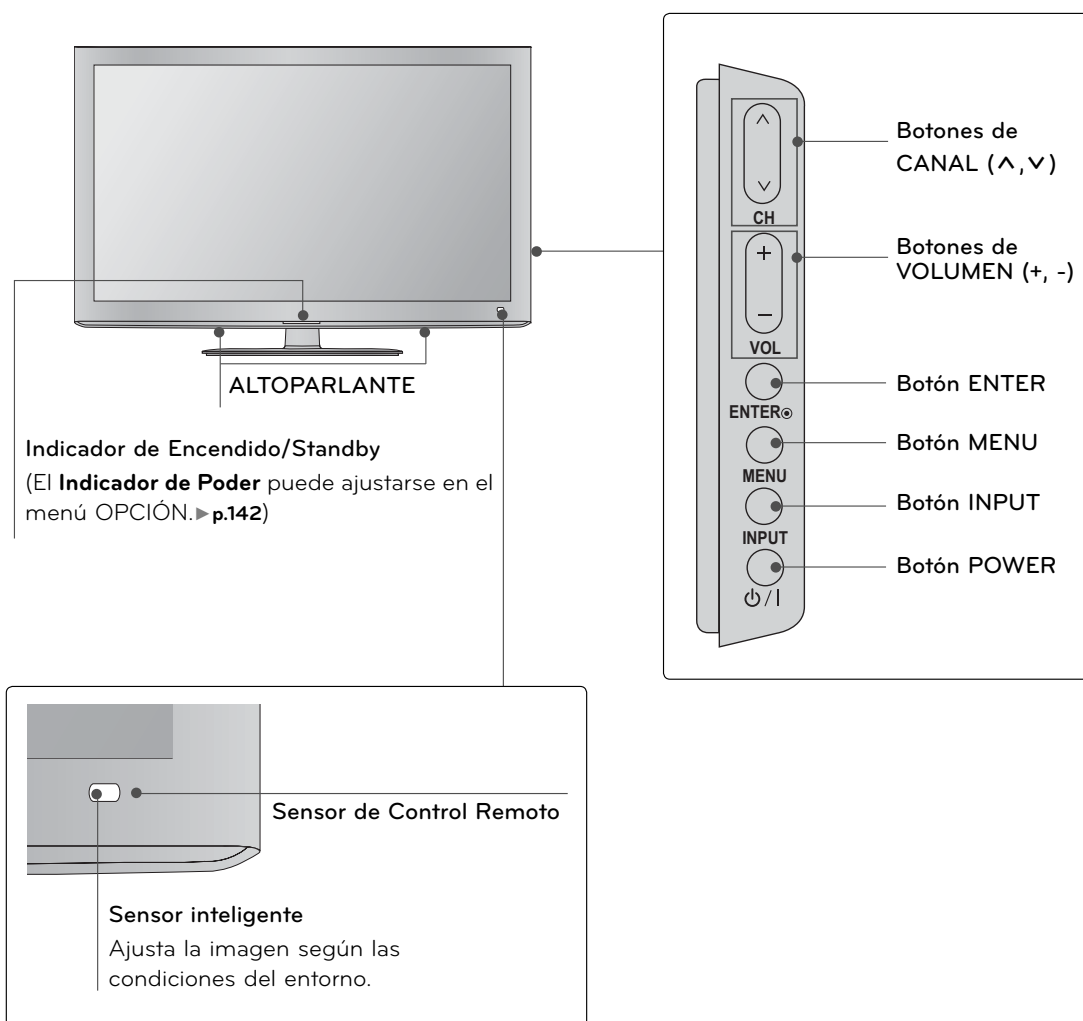 Botones de
CANAL (∧,∨)
CH
Botones de
VOLUMEN (+, -)
+
−
VOL
Botón ENTER
ENTER⊙
Botón MENU
MENU
Botón INPUT
INPUT
Botón POWER
⏻/I
ALTOPARLANTE
Indicador de Encendido/Standby
(El Indicador de Poder puede ajustarse en el
menú OPCIÓN.►p.142)
Sensor de Control Remoto
Sensor inteligente
Ajusta la imagen según las
condiciones del entorno.